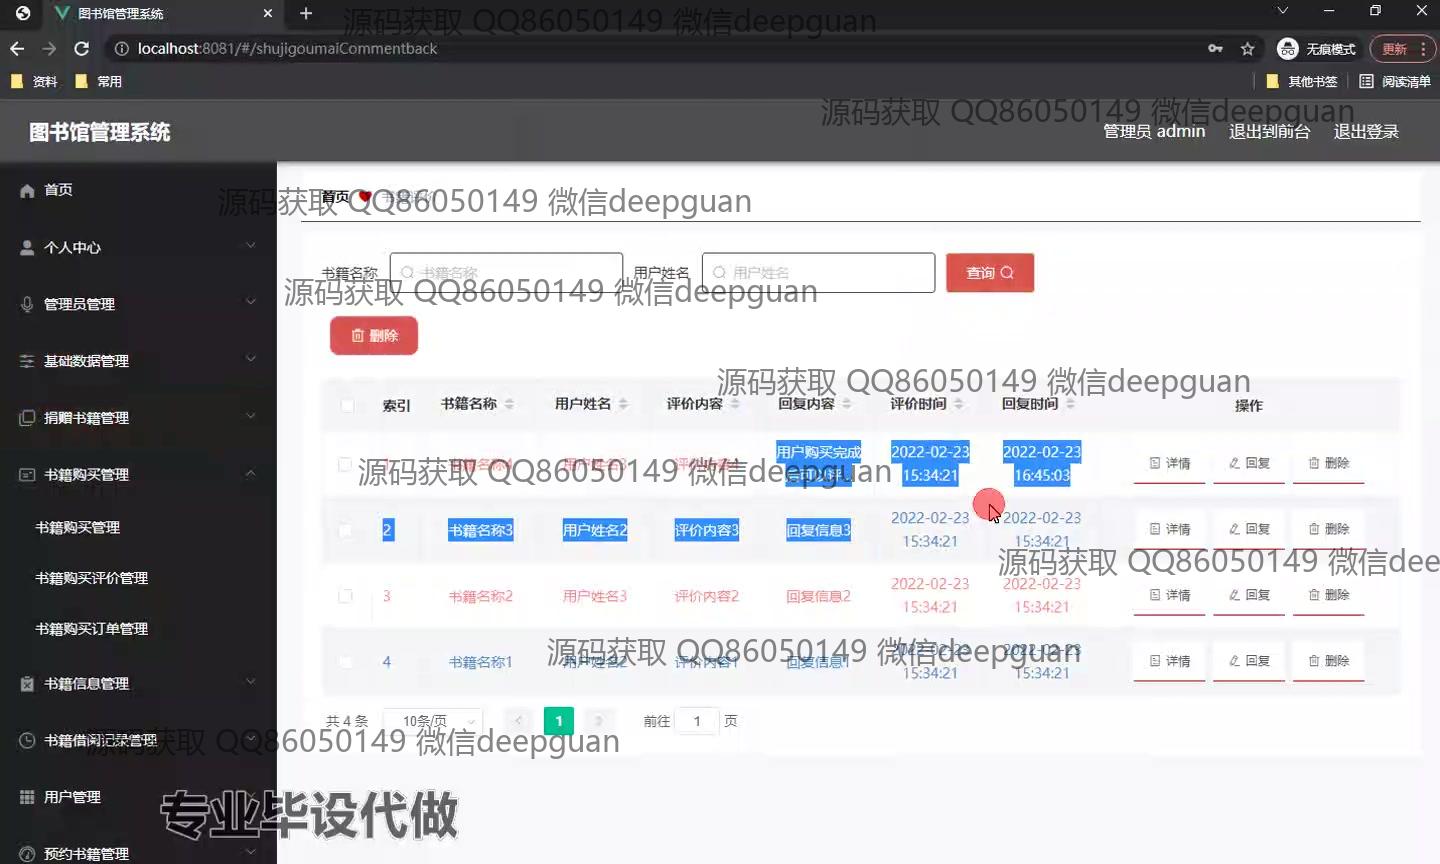 图书馆管理系统
源码获取 QQ86050149 微信deepguan
localhost:8081/#/shujigoumaiCommentback
无痕模式
更新
资料
常用
其他书签
阅读清单
源码获取 QQ86050149 微信deepguan
图书馆管理系统
管理员 admin
退出到前台
退出登录
首页
个人中心
管理员管理
基础数据管理
捐赠书籍管理
书籍购买管理
书籍购买管理
书籍购买评价管理
书籍购买订单管理
书籍信息管理
书籍借阅记录管理
用户管理
预约书籍管理
首页
源码获取 QQ86050149 微信deepguan
书籍名称
书籍名称
用户姓名
用户姓名
查询
源码获取 QQ86050149 微信deepguan
删除
源码获取 QQ86050149 微信deepguan
索引 书籍名称 用户姓名 评价内容 回复内容 评价时间 回复时间 操作
用户购买完成 2022-02-23 15:34:21 2022-02-23 16:45:03 详情 回复 删除
源码获取 QQ86050149 微信deepguan
2 书籍名称3 用户姓名2 评价内容3 回复信息3 2022-02-23 15:34:21 2022-02-23 15:34:21 详情 回复 删除
源码获取 QQ86050149 微信dee
3 书籍名称2 用户姓名3 评价内容2 回复信息2 2022-02-23 15:34:21 2022-02-23 15:34:21 详情 回复 删除
4 书籍名称1 用户姓名2 评价内容1 回复信息1 2022-02-23 15:34:21 2022-02-23 15:34:21 详情 回复 删除
源码获取 QQ86050149 微信deepguan
共 4 条 10条/页 1 前往 1 页
源码获取 QQ86050149 微信deepguan
专业毕设代做